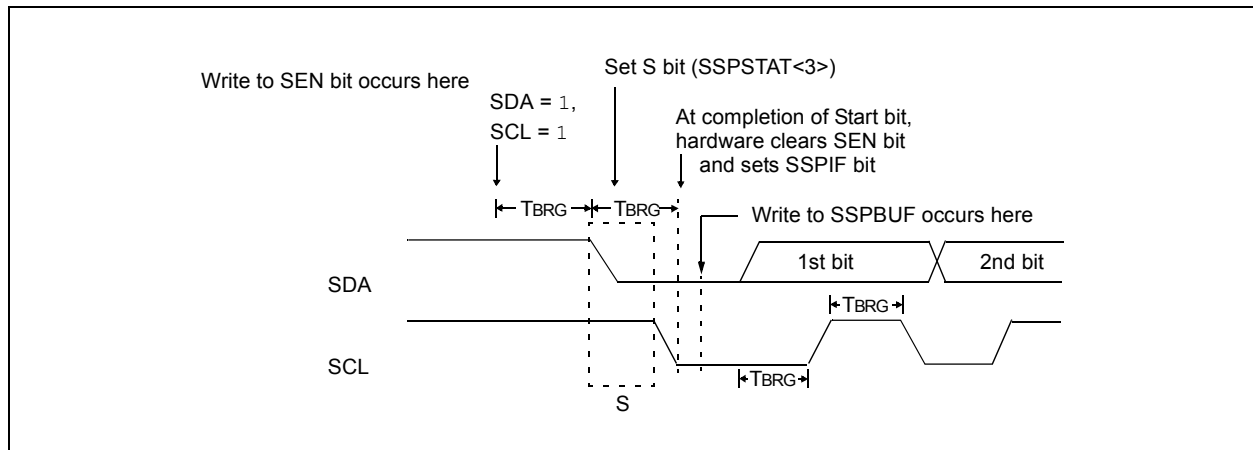 Write to SEN bit occurs here
Set S bit (SSPSTAT<3>)
SDA = 1,
SCL = 1
At completion of Start bit,
hardware clears SEN bit
and sets SSPIF bit
TBRG
TBRG
Write to SSPBUF occurs here
SDA
1st bit
2nd bit
TBRG
SCL
TBRG
S